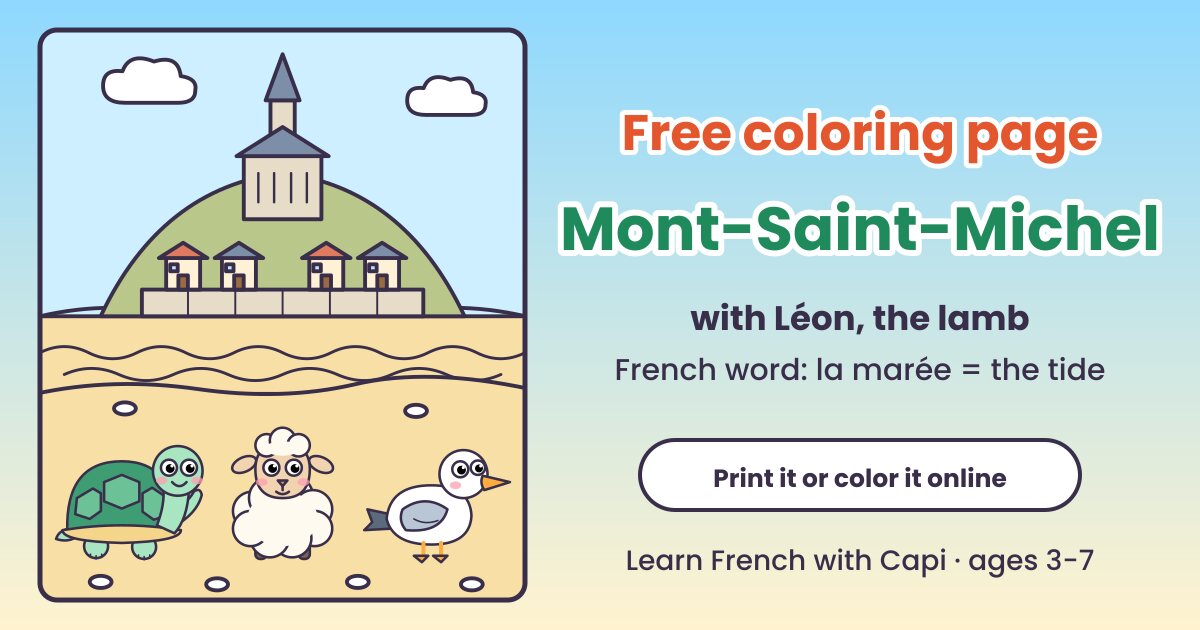 Free coloring page
Mont-Saint-Michel
with Léon, the lamb
French word: la marée = the tide
Print it or color it online
Learn French with Capi · ages 3-7